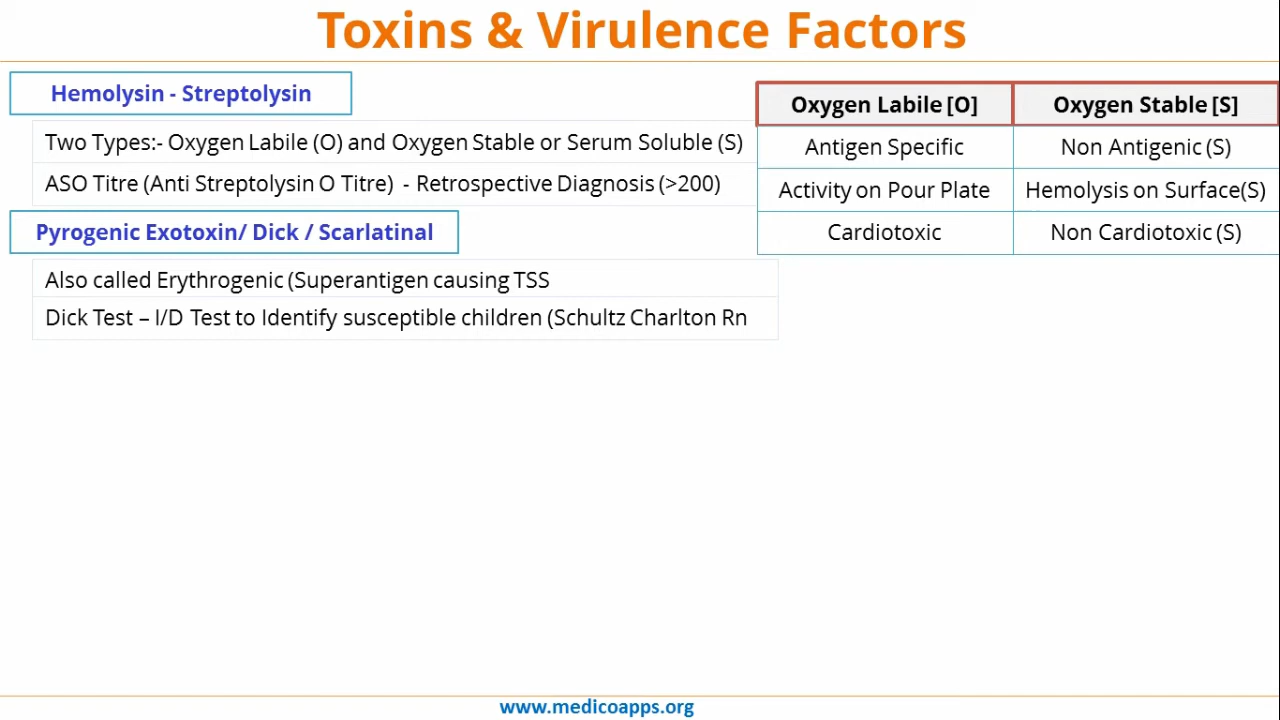 Toxins & Virulence Factors
Hemolysin - Streptolysin
Two Types:- Oxygen Labile (O) and Oxygen Stable or Serum Soluble (S)
ASO Titre (Anti Streptolysin O Titre) - Retrospective Diagnosis (>200)
Pyrogenic Exotoxin/ Dick / Scarlatinal
Also called Erythrogenic (Superantigen causing TSS
Dick Test – I/D Test to Identify susceptible children (Schultz Charlton Rn
Oxygen Labile [O] Oxygen Stable [S]
Antigen Specific Non Antigenic (S)
Activity on Pour Plate Hemolysis on Surface(S)
Cardiotoxic Non Cardiotoxic (S)
www.medicoapps.org